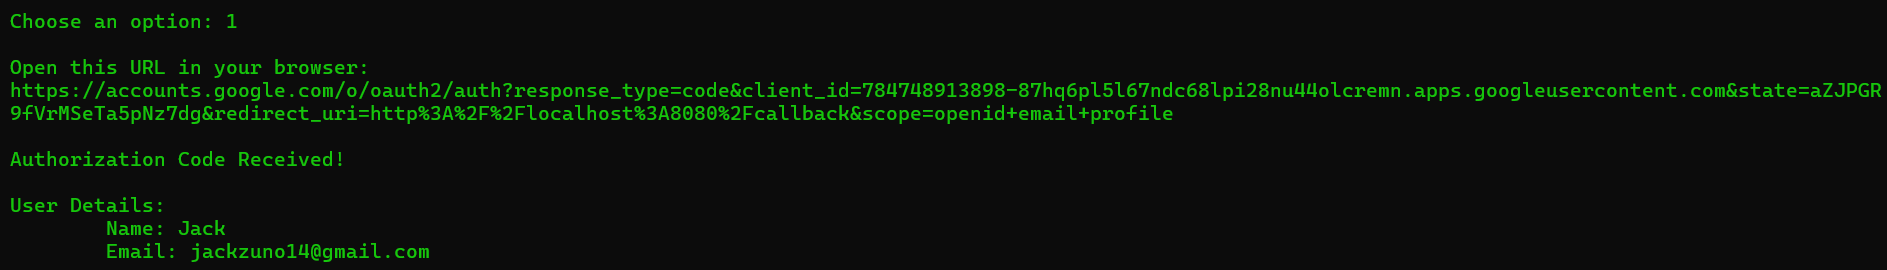 Choose an option: 1
Open this URL in your browser:
https://accounts.google.com/o/oauth2/auth?response_type=code&client_id=784748913898-87hq6pl5l67ndc68lpi28nu44olcremn.apps.googleusercontent.com&state=aZJPGR
9fVrMSeTa5pNz7dg&redirect_uri=http%3A%2F%2Flocalhost%3A8080%2Fcallback&scope=openid+email+profile
Authorization Code Received!
User Details:
Name: Jack
Email: jackzuno14@gmail.com